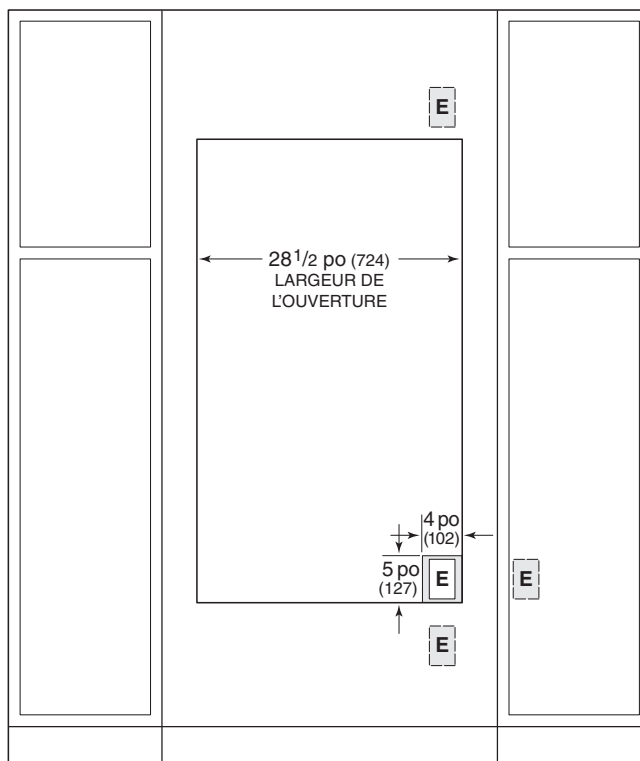 E
28 1/2 po (724)
LARGEUR DE
L'OUVERTURE
4 po
(102)
5 po
(127)
E
E
E